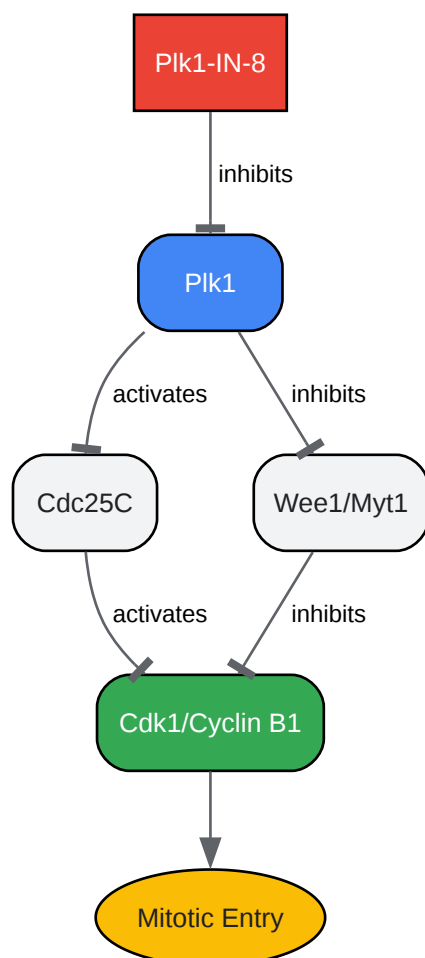 Plk1-IN-8
inhibits
Plk1
activates
inhibits
Cdc25C
Wee1/Myt1
activates
inhibits
Cdk1/Cyclin B1
Mitotic Entry